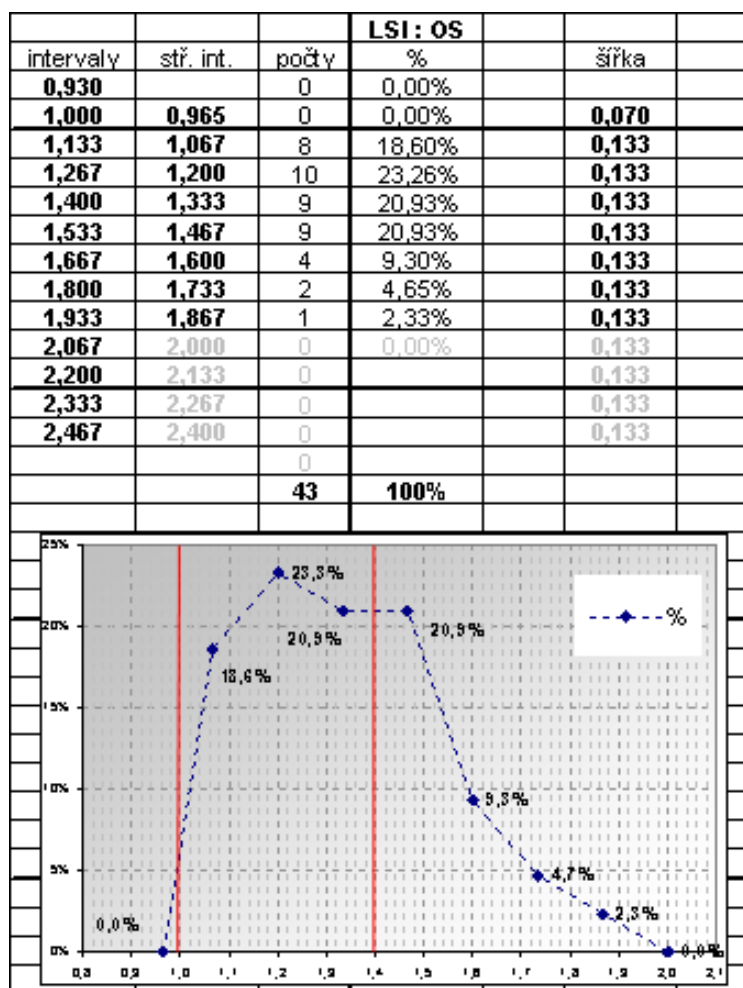 LSI : OS
intervaly stř. int. počty % šířka
0,930 0 0,00%
1,000 0,965 0 0,00% 0,070
1,133 1,067 8 18,60% 0,133
1,267 1,200 10 23,26% 0,133
1,400 1,333 9 20,93% 0,133
1,533 1,467 9 20,93% 0,133
1,667 1,600 4 9,30% 0,133
1,800 1,733 2 4,65% 0,133
1,933 1,867 1 2,33% 0,133
2,067 2,000 0 0,00% 0,133
2,200 2,133 0 0,133
2,333 2,267 0 0,133
2,467 2,400 0 0,133
0
43 100%
25%
23,3%
%
20%
20,9% 20,9%
18,6%
15%
10%
9,3%
5%
4,7%
2,3%
0,0% 0,0%
0%
0,8 0,9 1,0 1,1 1,2 1,3 1,4 1,5 1,6 1,7 1,8 1,9 2,0 2,1